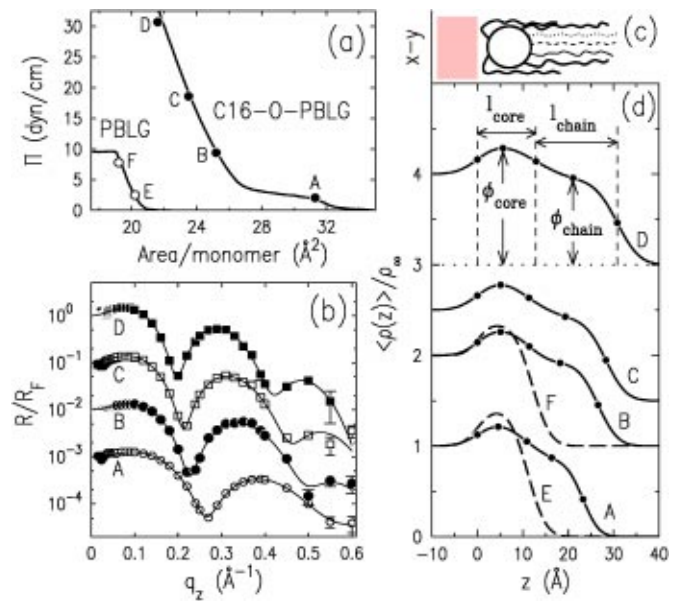 30
25
20
15
10
5
0
Π (dyn/cm)
D
(a)
C16-O-PBLG
C
PBLG
F
B
E
A
20
24
28
32
Area/monomer (Å²)
10⁰
10⁻¹
10⁻²
10⁻³
10⁻⁴
R/R_F
(b)
D
C
B
A
0
0.1
0.2
0.3
0.4
0.5
0.6
q_z (Å⁻¹)
x-y
(c)
(d)
l_core
l_chain
ϕ_core
ϕ_chain
D
4
3
2
1
0
<ρ(z)>/ρ_∞
C
F
B
E
A
-10
0
10
20
30
40
z (Å)